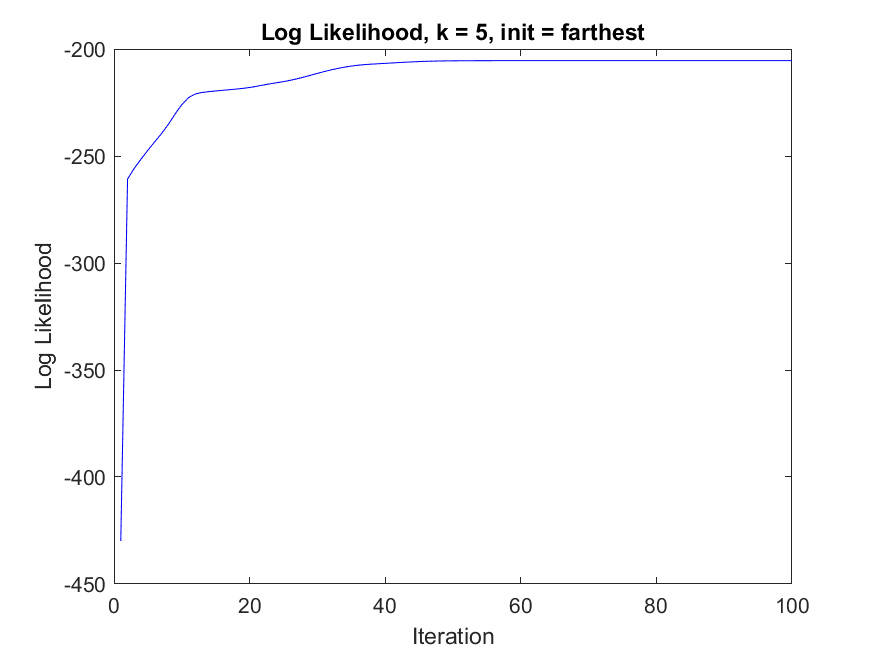 Log Likelihood, k = 5, init = farthest
-200
-250
-300
-350
-400
-450
Log Likelihood
0 20 40 60 80 100
Iteration